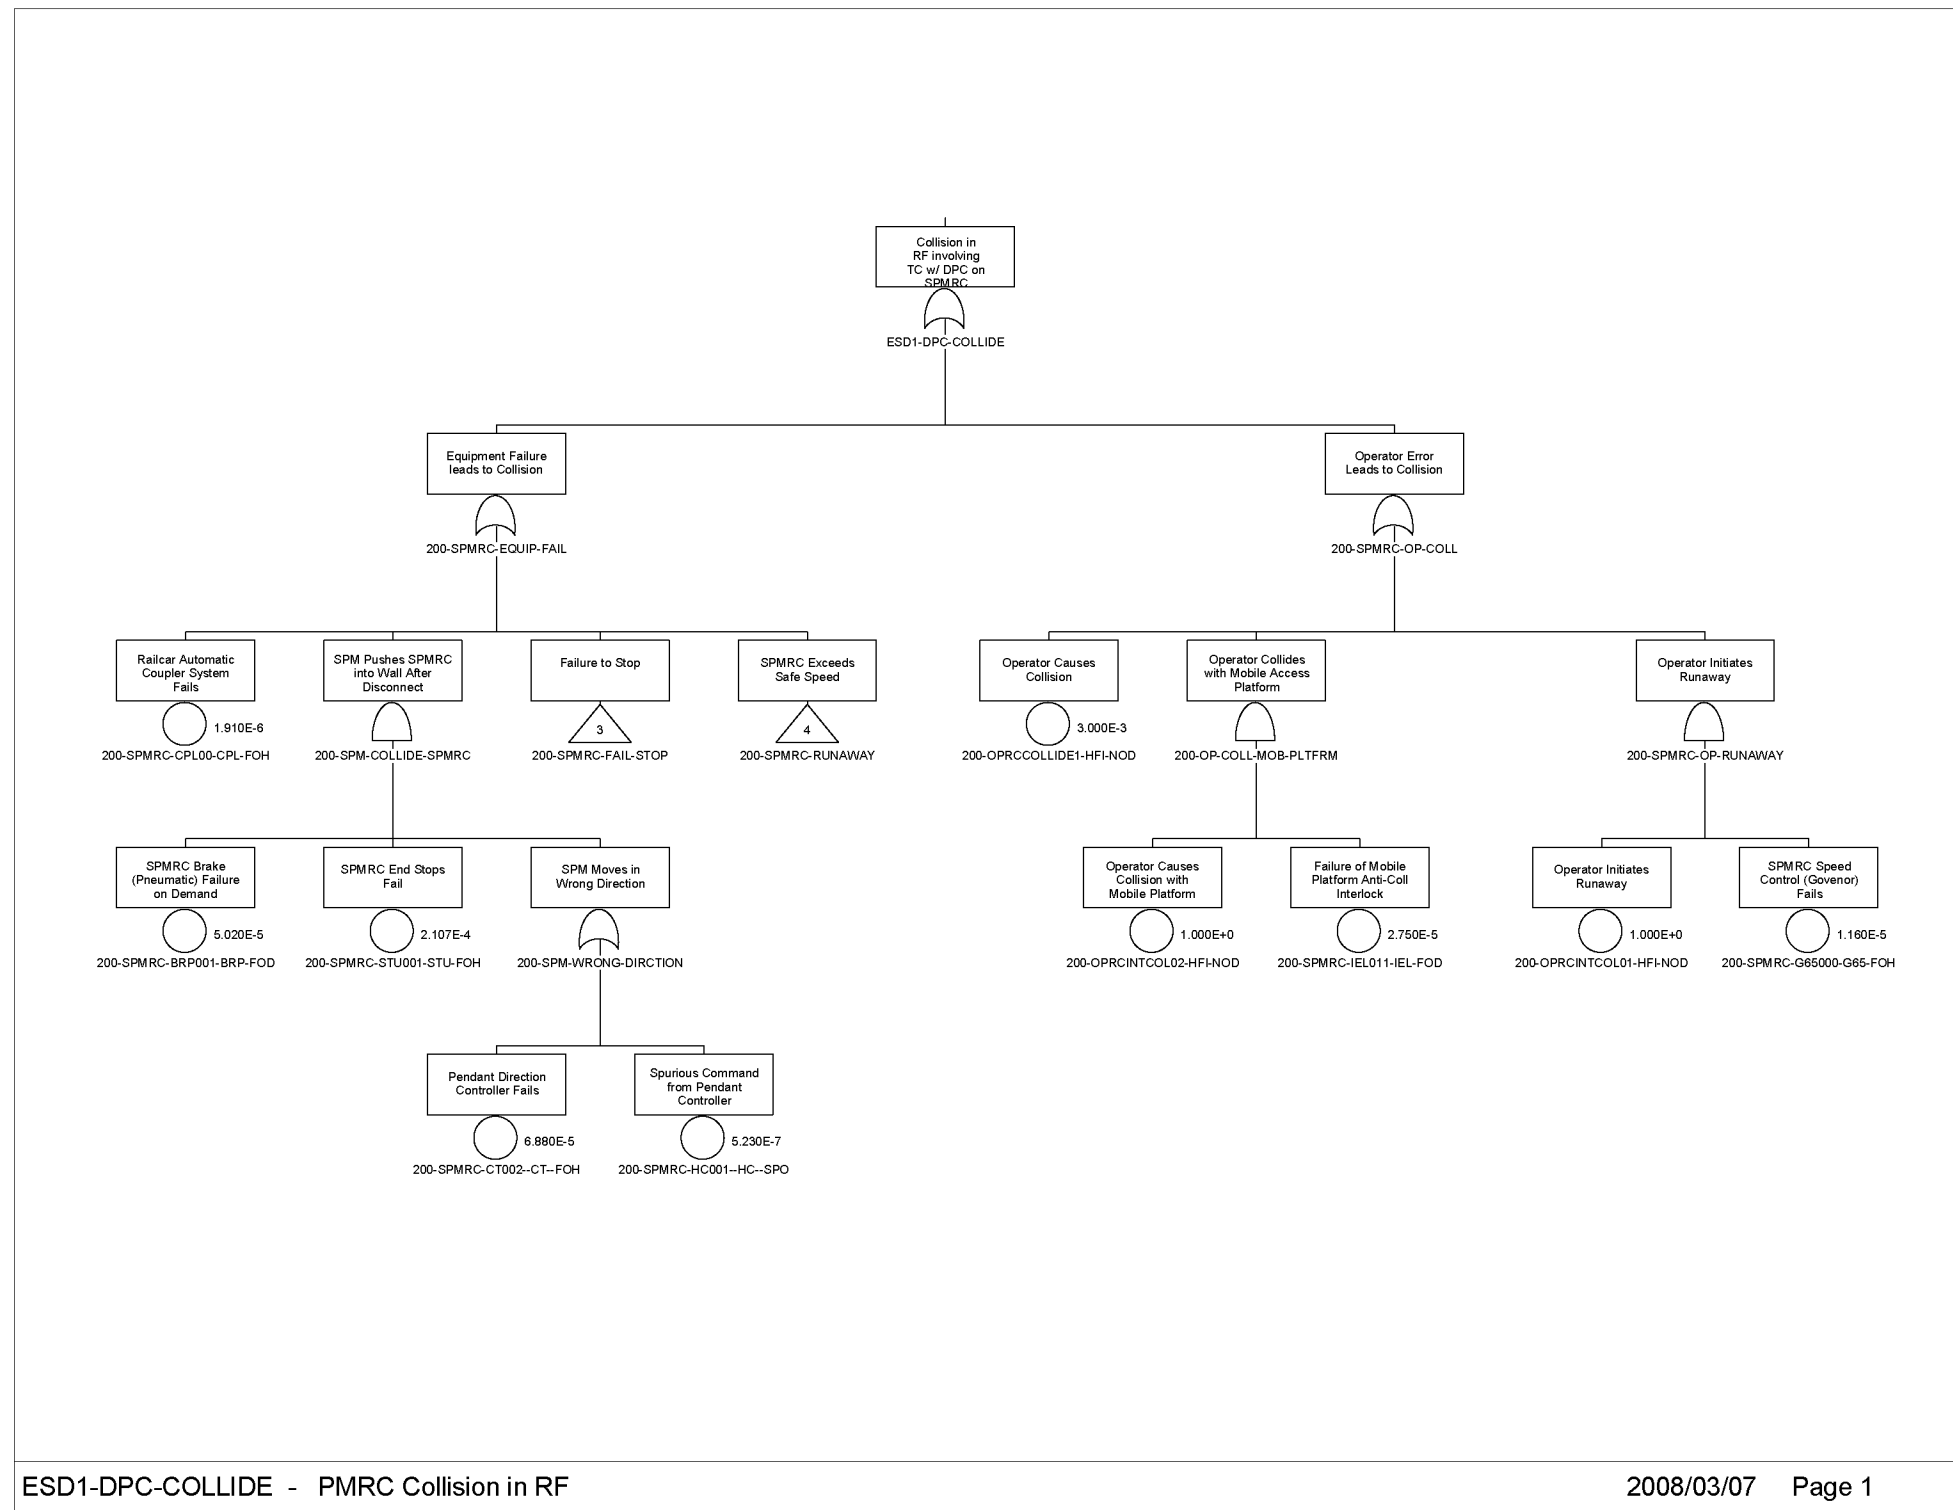 Collision in
RF involving
TC w/ DPC on
SPMRC
ESD1-DPC-COLLIDE
Equipment Failure
leads to Collision
200-SPMRC-EQUIP-FAIL
Operator Error
Leads to Collision
200-SPMRC-OP-COLL
Railcar Automatic
Coupler System
Fails
1.910E-6
200-SPMRC-CPL00-CPL-FOH
SPM Pushes SPMRC
into Wall After
Disconnect
200-SPM-COLLIDE-SPMRC
Failure to Stop
3
200-SPMRC-FAIL-STOP
SPMRC Exceeds
Safe Speed
4
200-SPMRC-RUNAWAY
Operator Causes
Collision
3.000E-3
200-OPRCCOLLIDE1-HFI-NOD
Operator Collides
with Mobile Access
Platform
200-OP-COLL-MOB-PLTFRM
Operator Initiates
Runaway
200-SPMRC-OP-RUNAWAY
SPMRC Brake
(Pneumatic) Failure
on Demand
5.020E-5
200-SPMRC-BRP001-BRP-FOD
SPMRC End Stops
Fail
2.107E-4
200-SPMRC-STU001-STU-FOH
SPM Moves in
Wrong Direction
200-SPM-WRONG-DIRCTION
Operator Causes
Collision with
Mobile Platform
1.000E+0
200-OPRCINTCOL02-HFI-NOD
Failure of Mobile
Platform Anti-Coll
Interlock
2.750E-5
200-SPMRC-IEL011-IEL-FOD
Operator Initiates
Runaway
1.000E+0
200-OPRCINTCOL01-HFI-NOD
SPMRC Speed
Control (Govenor)
Fails
1.160E-5
200-SPMRC-G65000-G65-FOH
Pendant Direction
Controller Fails
6.880E-5
200-SPMRC-CT002--CT--FOH
Spurious Command
from Pendant
Controller
5.230E-7
200-SPMRC-HC001--HC--SPO
ESD1-DPC-COLLIDE - PMRC Collision in RF
2008/03/07 Page 1